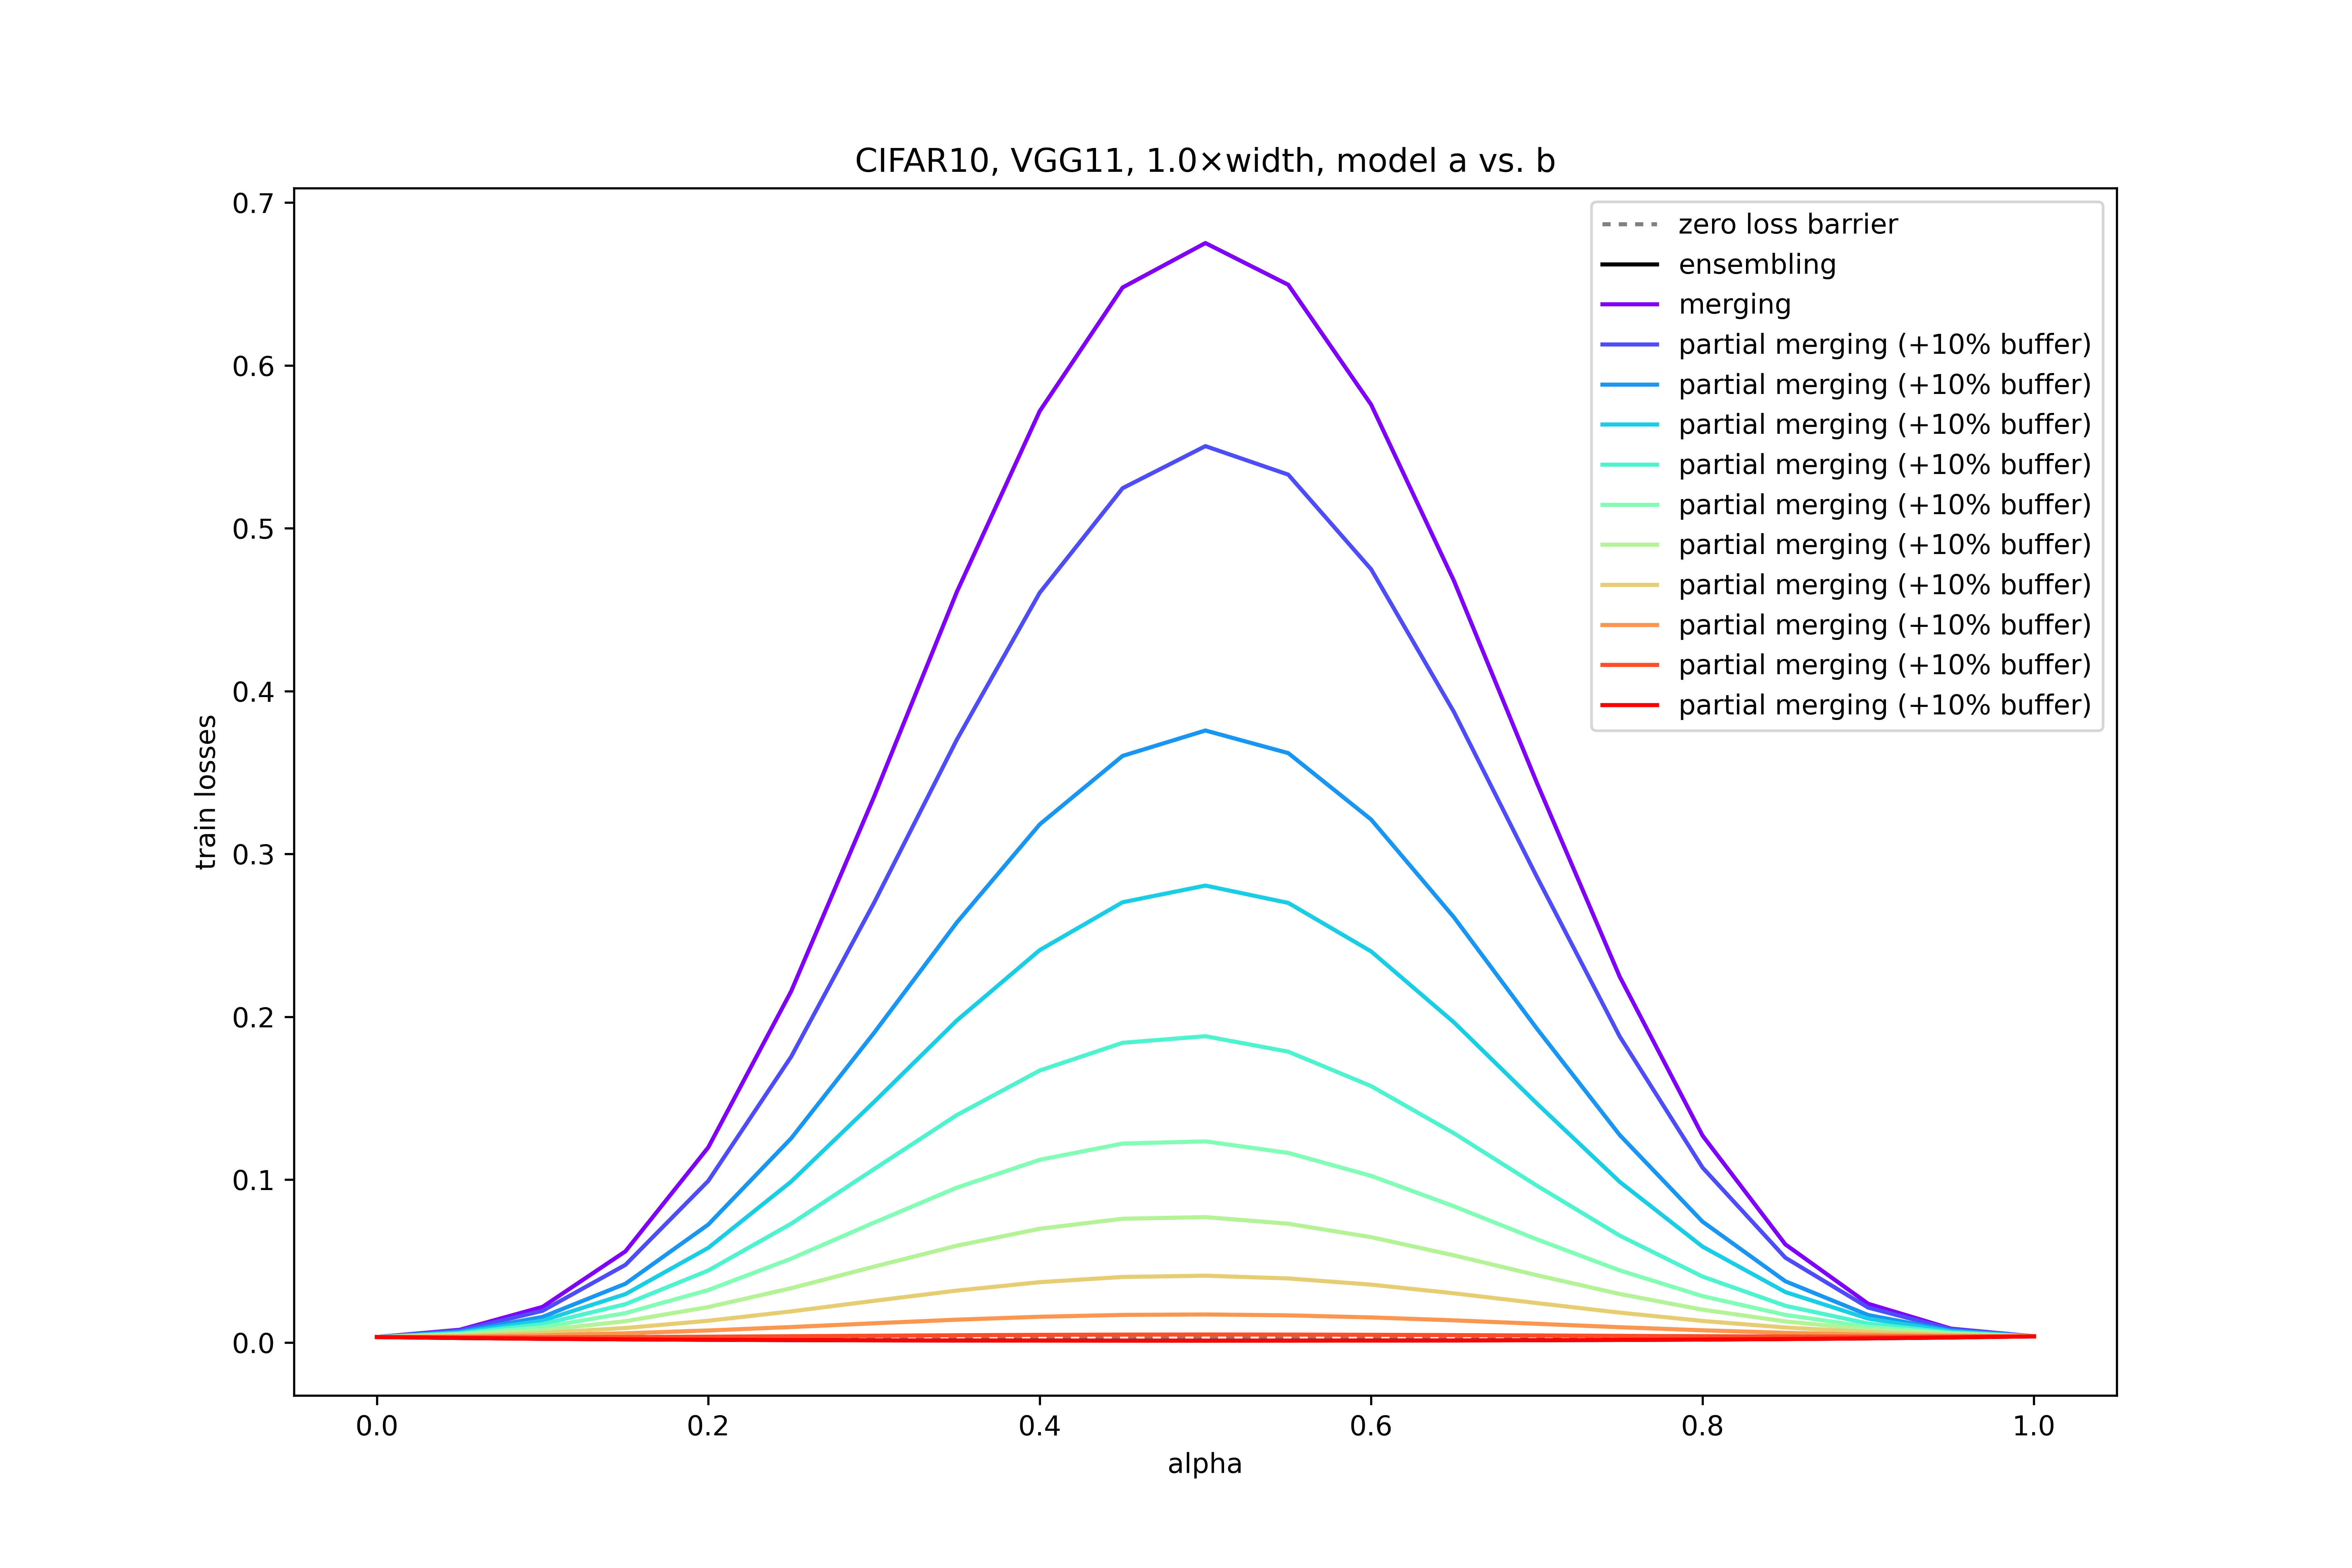 CIFAR10, VGG11, 1.0×width, model a vs. b
0.7
0.6
0.5
0.4
0.3
0.2
0.1
0.0
train losses
zero loss barrier
ensembling
merging
partial merging (+10% buffer)
partial merging (+10% buffer)
partial merging (+10% buffer)
partial merging (+10% buffer)
partial merging (+10% buffer)
partial merging (+10% buffer)
partial merging (+10% buffer)
partial merging (+10% buffer)
partial merging (+10% buffer)
partial merging (+10% buffer)
0.0 0.2 0.4 0.6 0.8 1.0
alpha